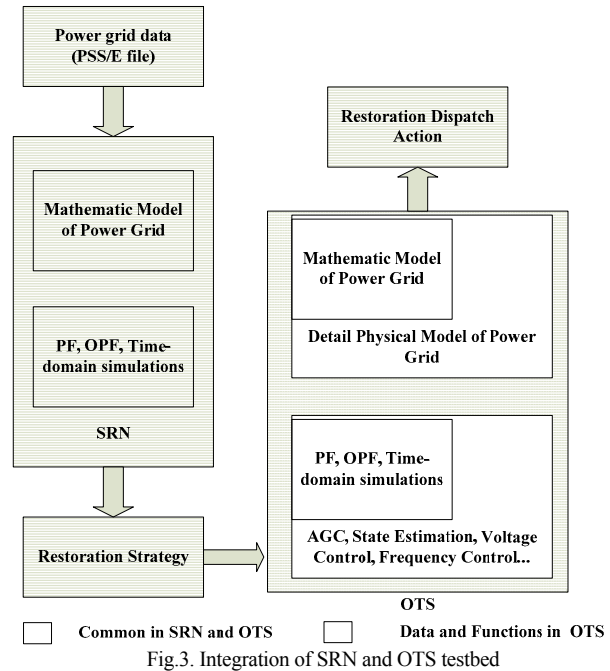 Power grid data
(PSS/E file)
Mathematic Model
of Power Grid
PF, OPF, Time-
domain simulations
SRN
Restoration Strategy
Restoration Dispatch
Action
Mathematic Model
of Power Grid
Detail Physical Model of Power
Grid
PF, OPF, Time-
domain simulations
AGC, State Estimation, Voltage
Control, Frequency Control...
OTS
Common in SRN and OTS
Data and Functions in OTS
Fig.3. Integration of SRN and OTS testbed